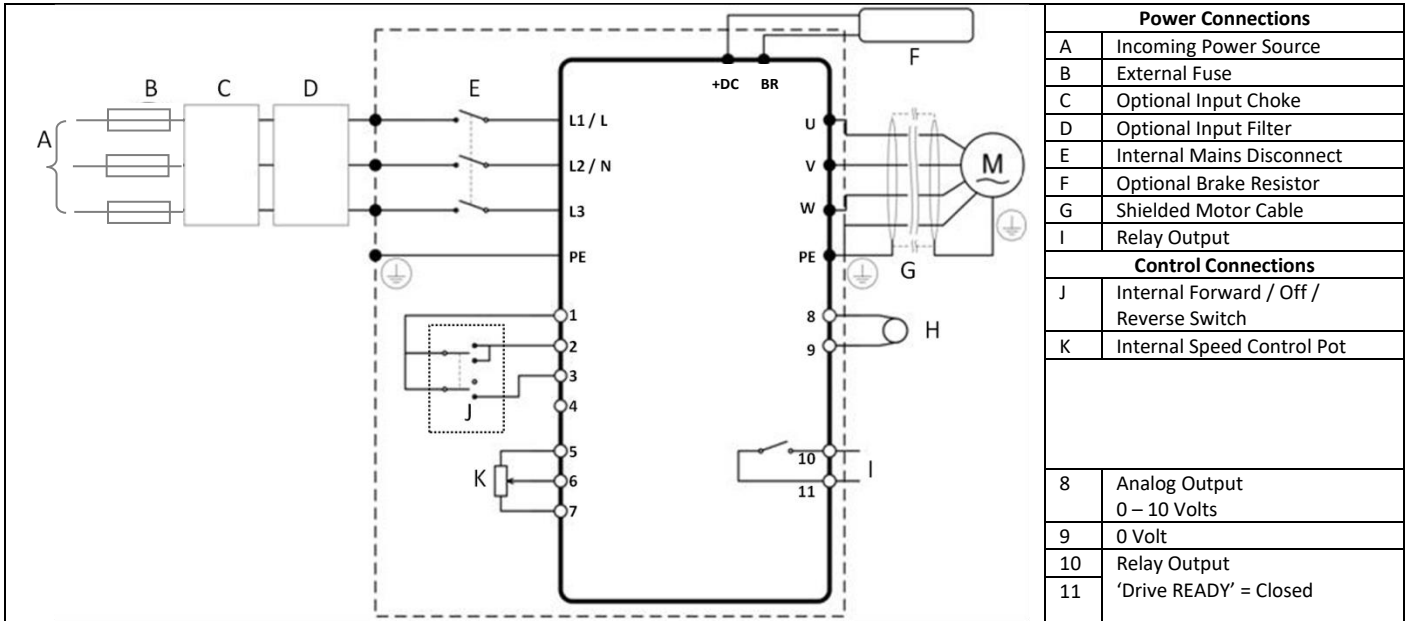 F
+DC BR
B C D E
A
L1 / L
L2 / N
L3
PE
U
V
W
PE
M
G
1
2
3
4
J
5
6
7
K
8
9
H
10
11
I
Power Connections
A Incoming Power Source
B External Fuse
C Optional Input Choke
D Optional Input Filter
E Internal Mains Disconnect
F Optional Brake Resistor
G Shielded Motor Cable
I Relay Output
Control Connections
J Internal Forward / Off /
Reverse Switch
K Internal Speed Control Pot
8 Analog Output
0 – 10 Volts
9 0 Volt
10 Relay Output
11 ‘Drive READY’ = Closed